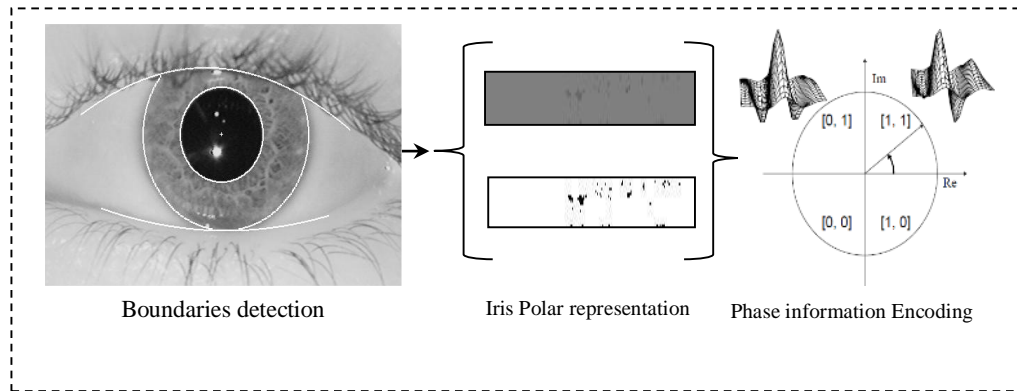 Im
[0, 1] [1, 1]
Re
[0, 0] [1, 0]
Boundaries detection
Iris Polar representation
Phase information Encoding